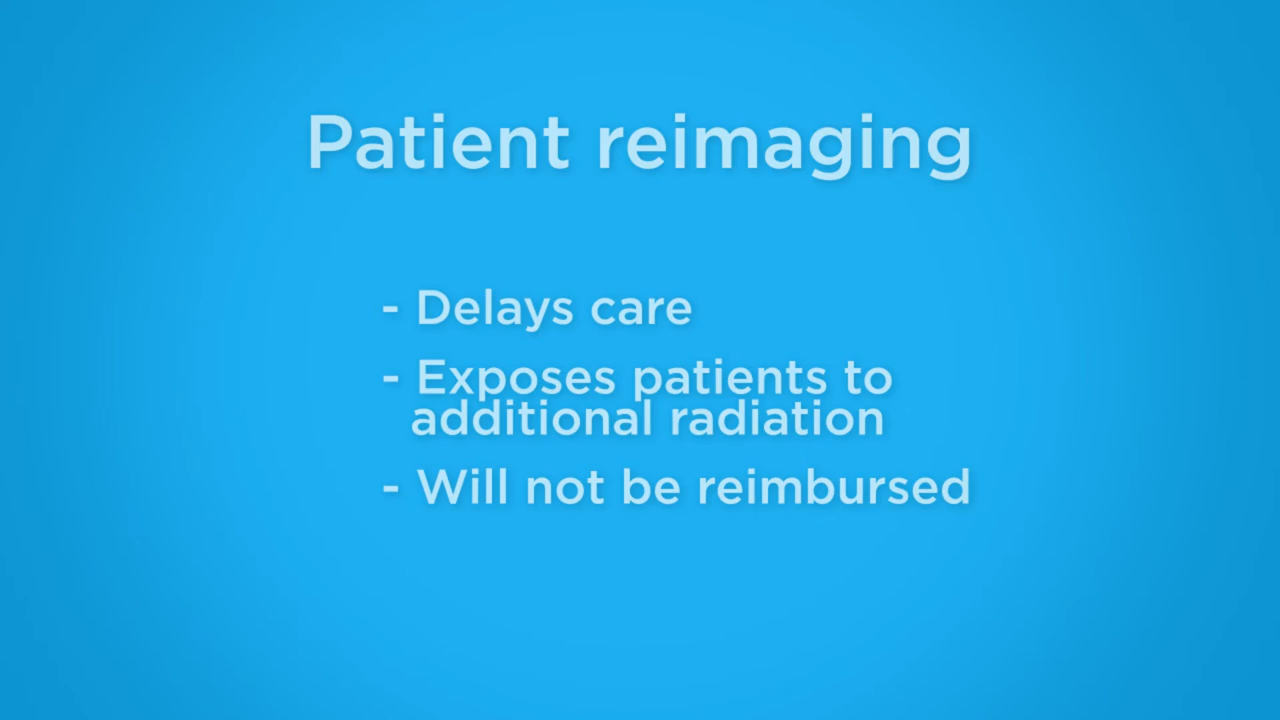 Patient reimaging
- Delays care
- Exposes patients to
additional radiation
- Will not be reimbursed